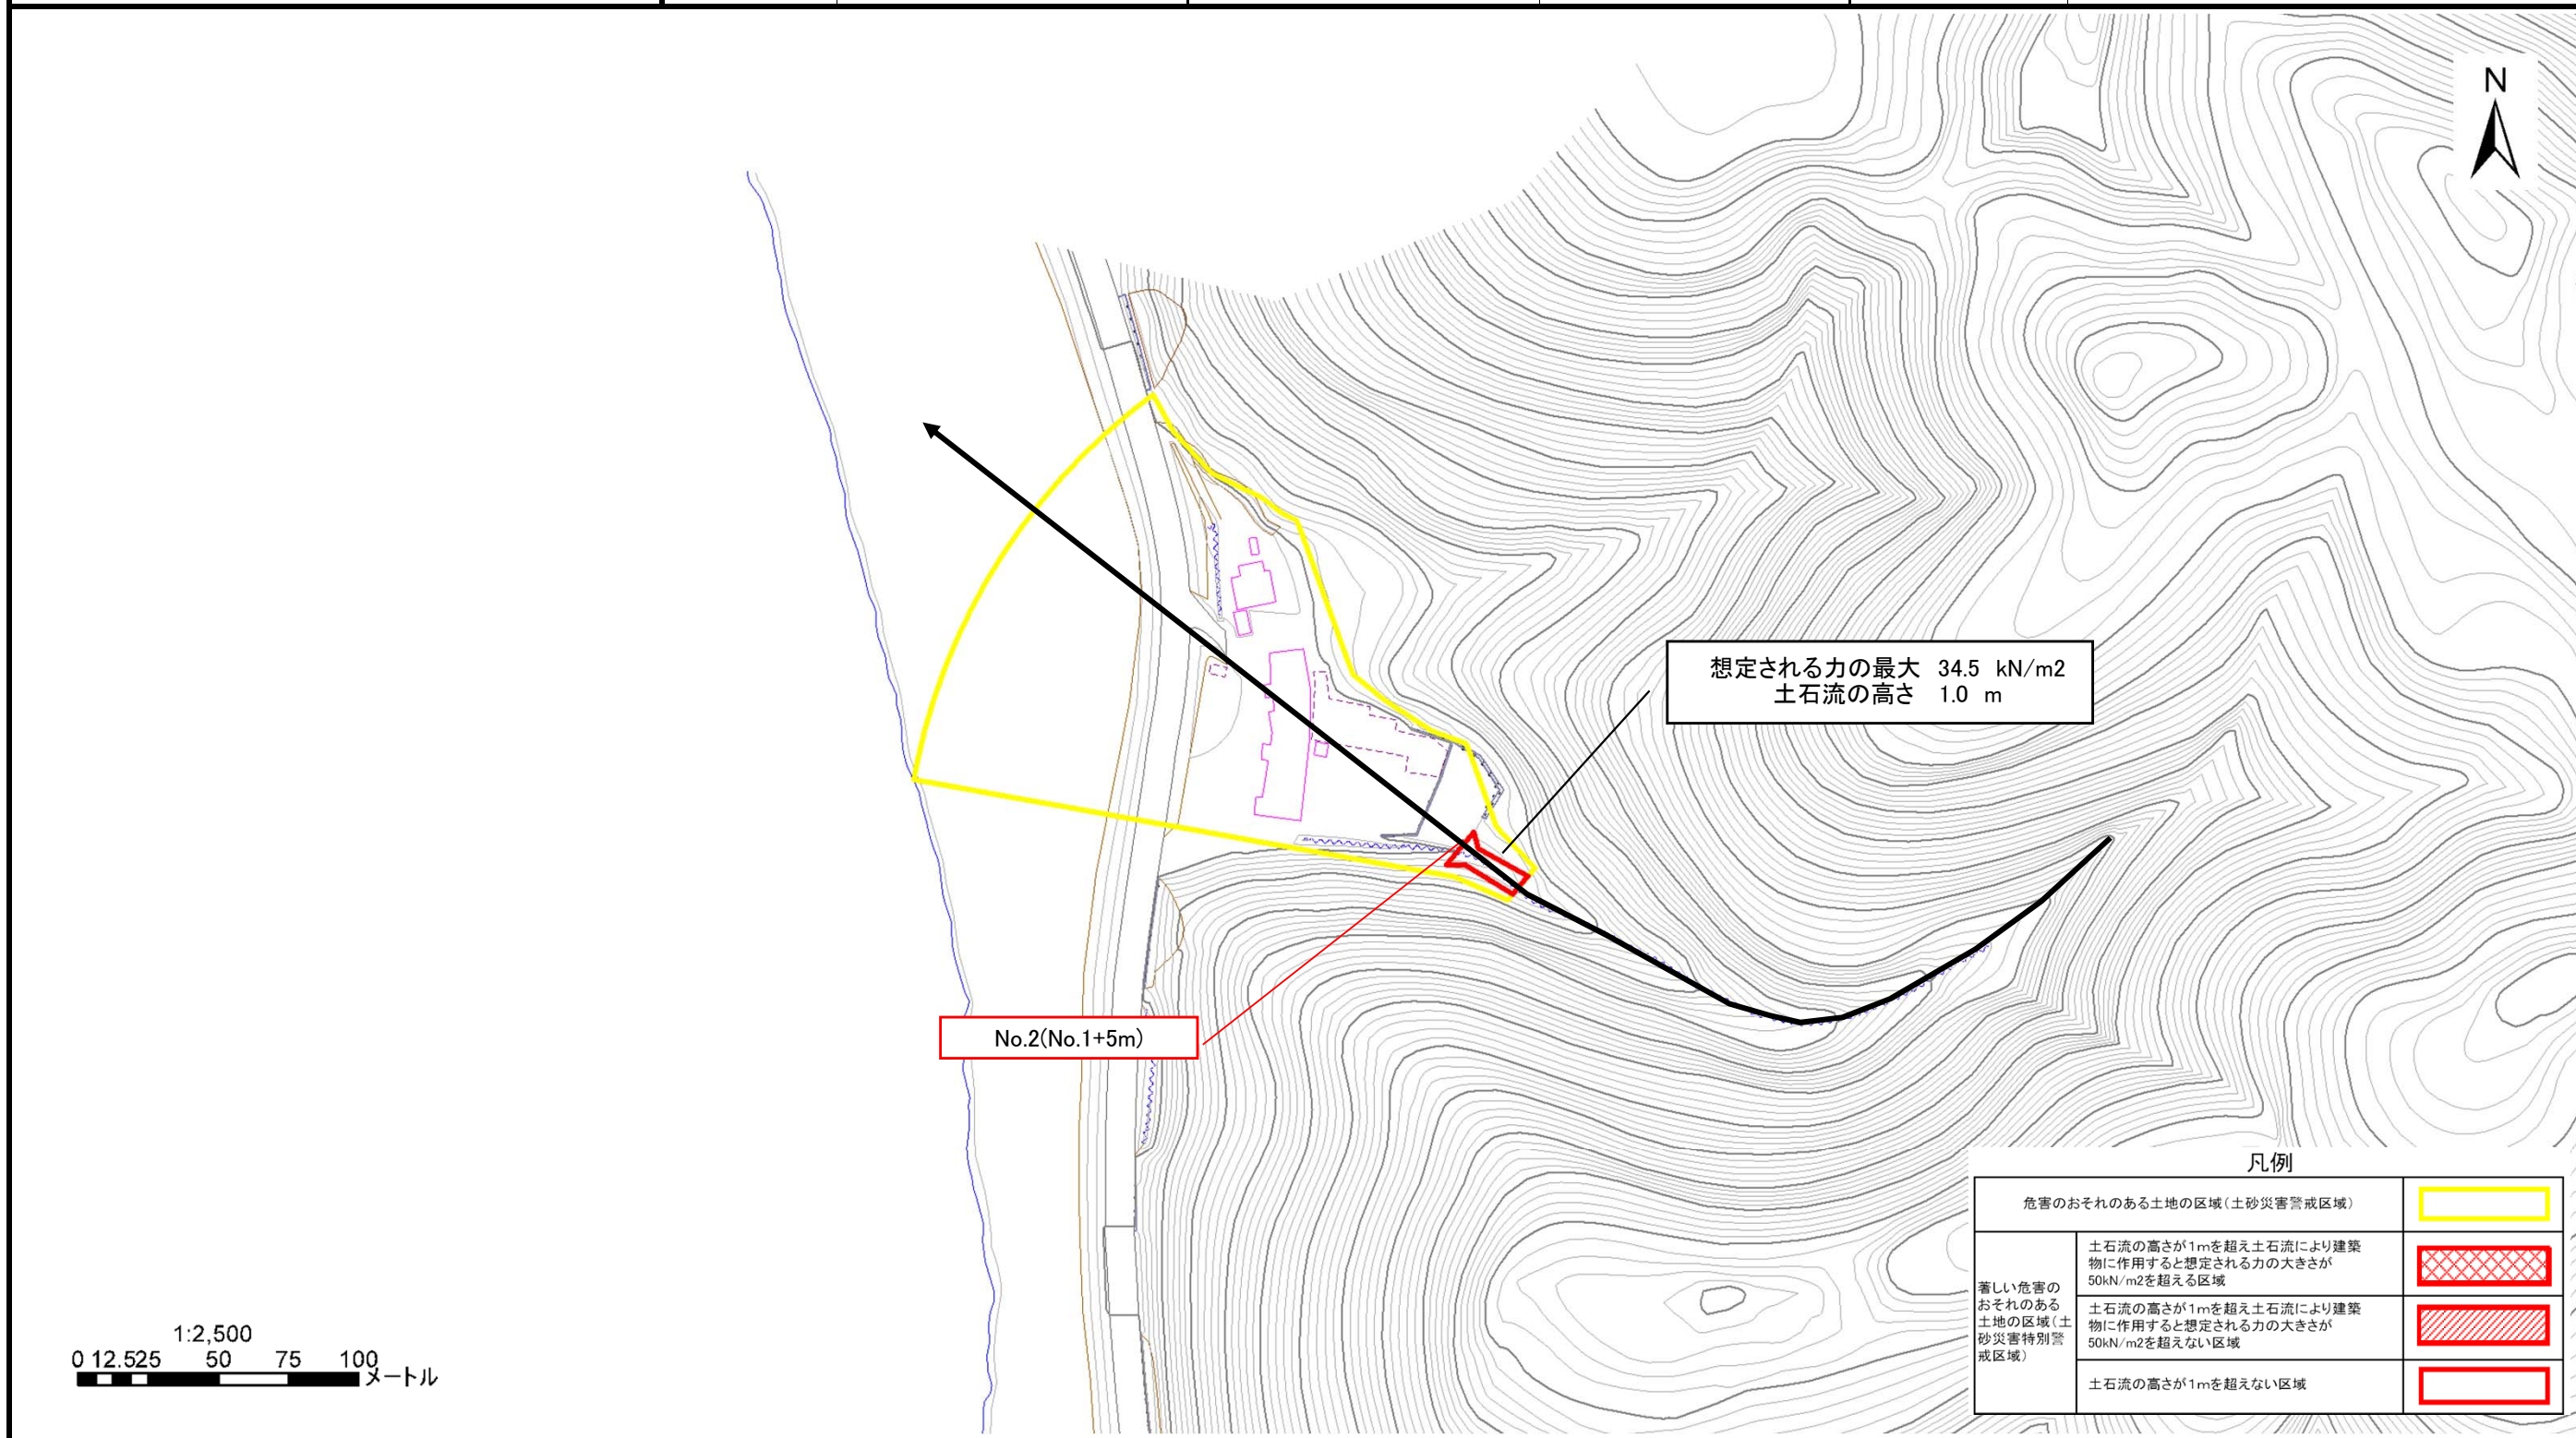 N
想定される力の最大 34.5 kN/m2
土石流の高さ 1.0 m
No.2(No.1+5m)
1:2,500
0 12.525 50 75 100
メートル
凡例
危害のおそれのある土地の区域(土砂災害警戒区域)
著しい危害の
おそれのある
土地の区域(土
砂災害特別警
戒区域)
土石流の高さが1mを超え土石流により建築
物に作用すると想定される力の大きさが
50kN/m2を超える区域
土石流の高さが1mを超え土石流により建築
物に作用すると想定される力の大きさが
50kN/m2を超えない区域
土石流の高さが1mを超えない区域